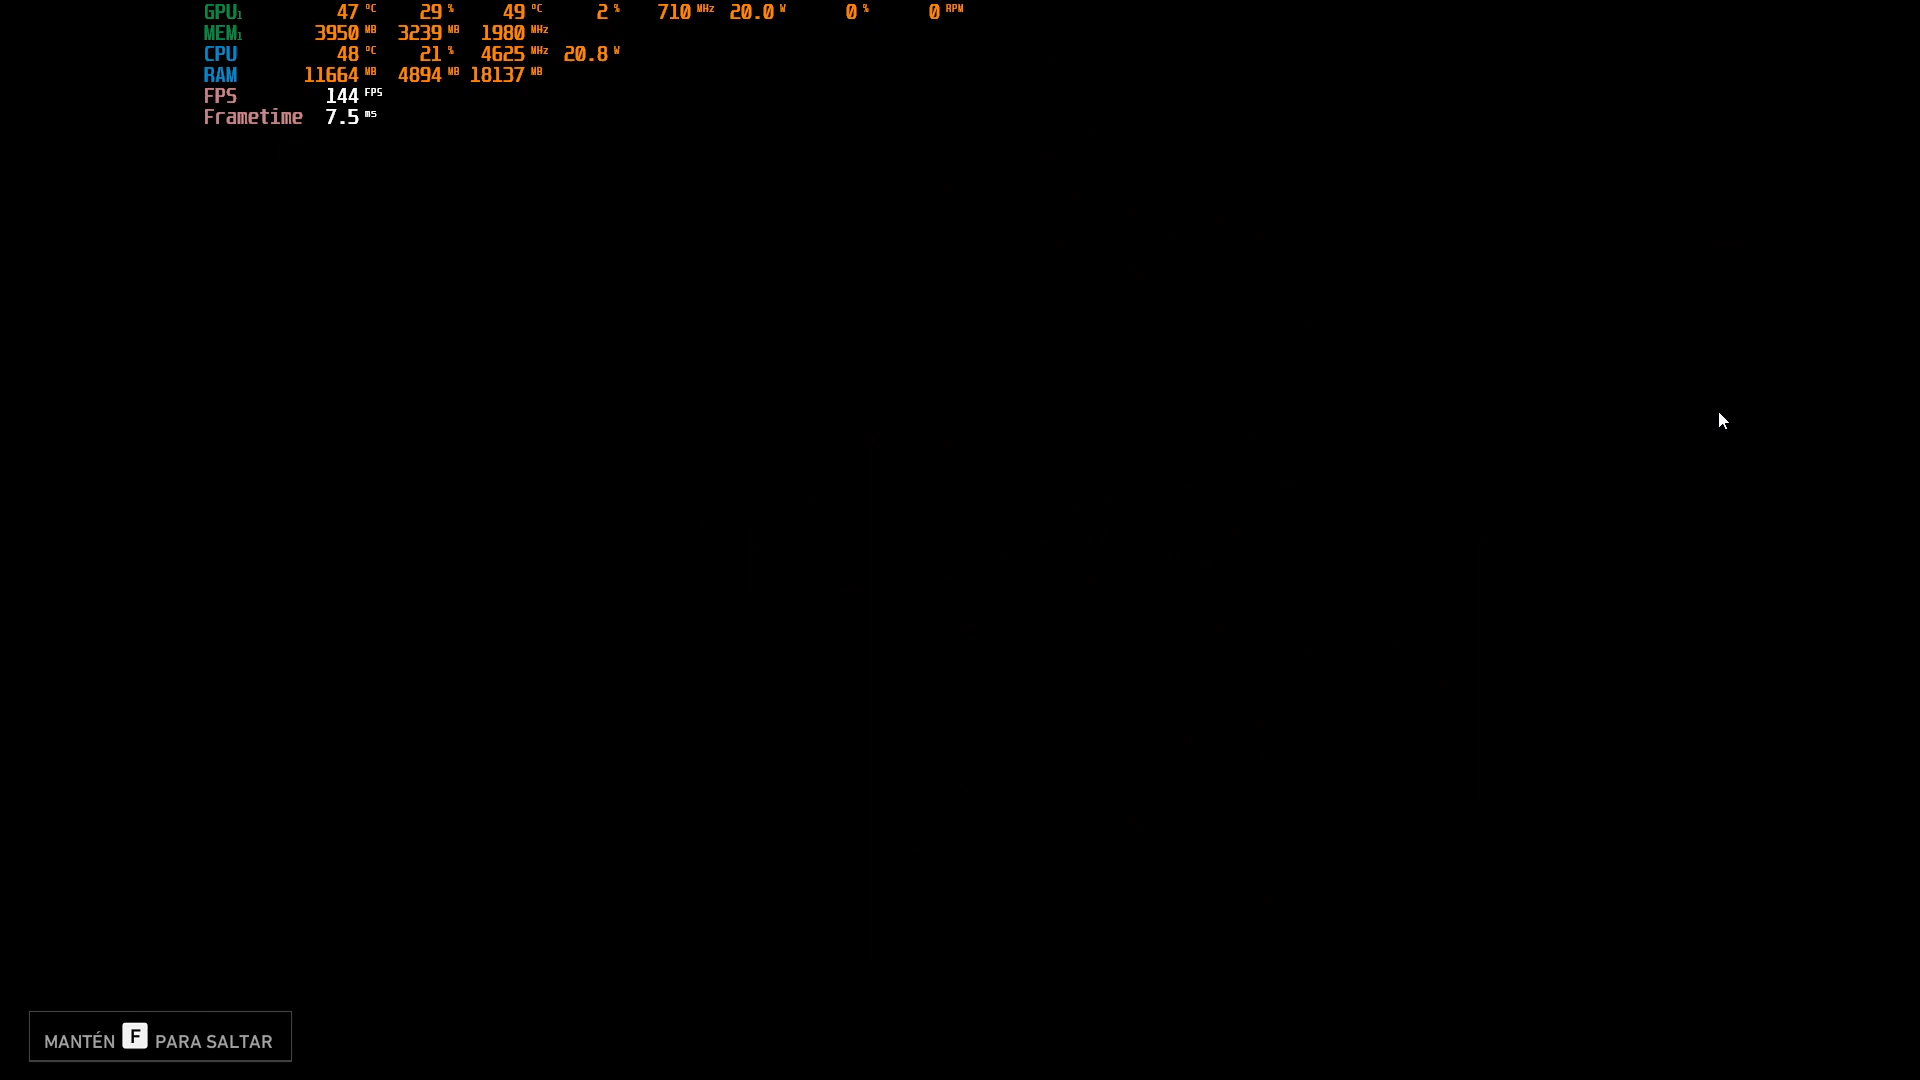 GPU1 47 °C 29 % 49 °C 2 % 710 MHz 20.0 W 0 % 0 RPM
MEM1 3950 MB 3239 MB 1980 MHz
CPU 48 °C 21 % 4625 MHz 20.8 W
RAM 11664 MB 4894 MB 18137 MB
FPS 144 FPS
Frametime 7.5 ms
MANTÉN F PARA SALTAR